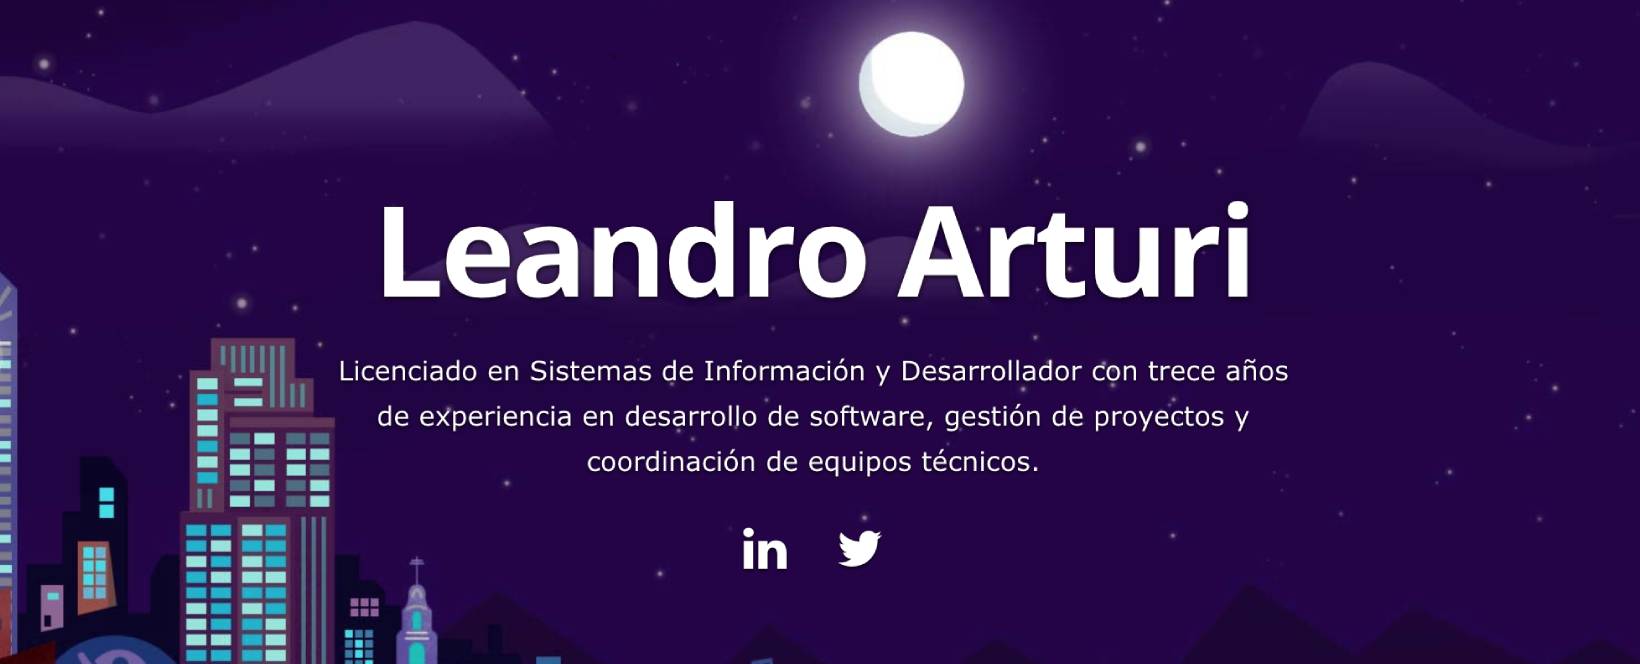 Leandro Arturi
Licenciado en Sistemas de Información y Desarrollador con trece años
de experiencia en desarrollo de software, gestión de proyectos y
coordinación de equipos técnicos.
in